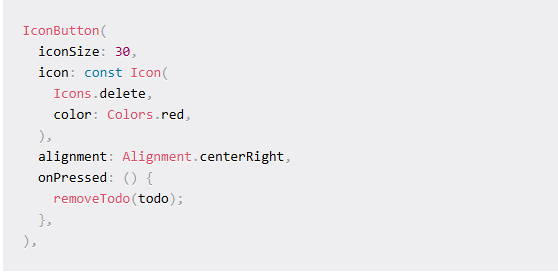 IconButton(
  iconSize: 30,
  icon: const Icon(
    Icons.delete,
    color: Colors.red,
  ),
  alignment: Alignment.centerRight,
  onPressed: () {
    removeTodo(todo);
  },
),